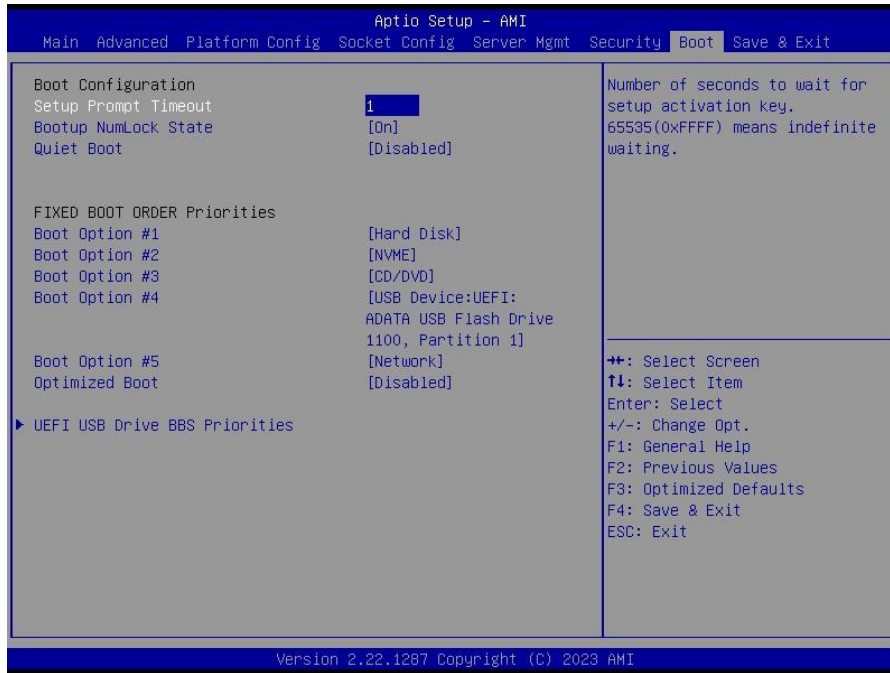 Aptio Setup - AMI
Main Advanced Platform Config Socket Config Server Mgmt Security Boot Save & Exit
Boot Configuration
Setup Prompt Timeout 1
Bootup NumLock State [On]
Quiet Boot [Disabled]
FIXED BOOT ORDER Priorities
Boot Option #1 [Hard Disk]
Boot Option #2 [NVME]
Boot Option #3 [CD/DVD]
Boot Option #4 [USB Device:UEFI:
ADATA USB Flash Drive
1100, Partition 1]
Boot Option #5 [Network]
Optimized Boot [Disabled]
UEFI USB Drive BBS Priorities
Number of seconds to wait for
setup activation key.
65535(0xFFFF) means indefinite
waiting.
→←: Select Screen
↑↓: Select Item
Enter: Select
+/-: Change Opt.
F1: General Help
F2: Previous Values
F3: Optimized Defaults
F4: Save & Exit
ESC: Exit
Version 2.22.1287 Copyright (C) 2023 AMI